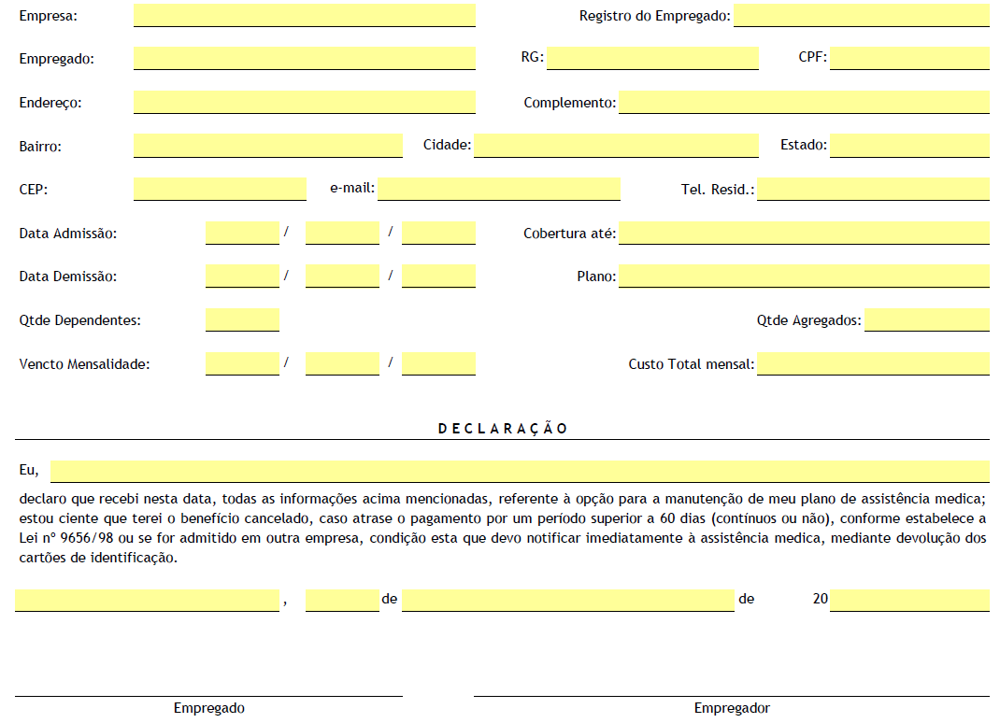 Empresa: Registro do Empregado:
Empregado: RG: CPF:
Endereço: Complemento:
Bairro: Cidade: Estado:
CEP: e-mail: Tel. Resid.:
Data Admissão: / / Cobertura até:
Data Demissão: / / Plano:
Qtde Dependentes: Qtde Agregados:
Vencto Mensalidade: / / Custo Total mensal:
DECLARAÇÃO
Eu,
declaro que recebi nesta data, todas as informações acima mencionadas, referente à opção para a manutenção de meu plano de assistência medica;
estou ciente que terei o benefício cancelado, caso atrase o pagamento por um período superior a 60 dias (contínuos ou não), conforme estabelece a
Lei nº 9656/98 ou se for admitido em outra empresa, condição esta que devo notificar imediatamente à assistência medica, mediante devolução dos
cartões de identificação.
, de de 20
Empregado Empregador